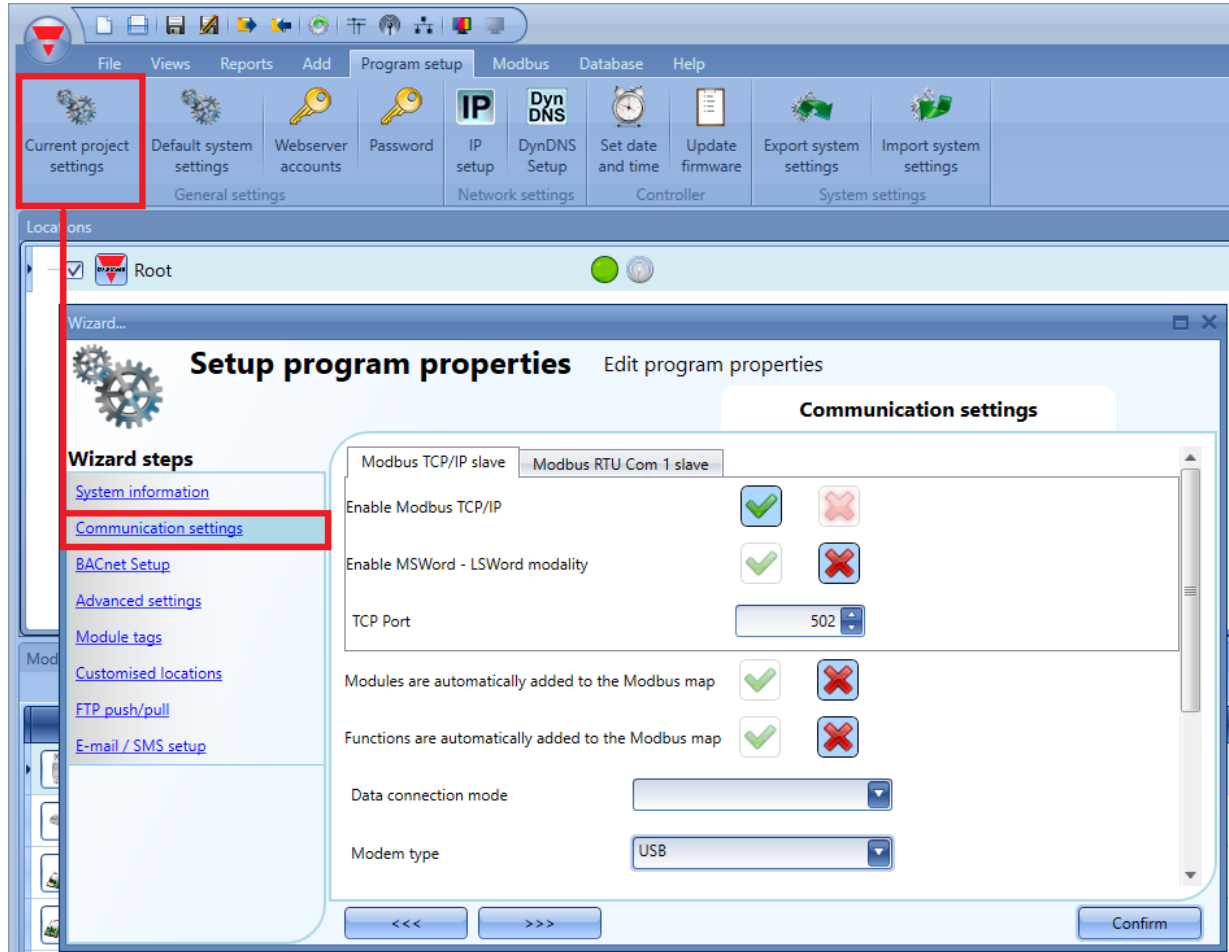 File Views Reports Add Program setup Modbus Database Help
IP Dyn DNS
Current project settings Default system settings Webserver accounts Password IP setup DynDNS Setup Set date and time Update firmware Export system settings Import system settings
General settings Network settings Controller System settings
Locations
Root
Wizard...
Setup program properties Edit program properties
Communication settings
Wizard steps
Modbus TCP/IP slave Modbus RTU Com 1 slave
System information
Enable Modbus TCP/IP
Communication settings
BACnet Setup
Enable MSWord - LSWord modality
Advanced settings
TCP Port 502
Module tags
Mod
Customised locations
Modules are automatically added to the Modbus map
FTP push/pull
Functions are automatically added to the Modbus map
E-mail / SMS setup
Data connection mode
Modem type USB
<<< >>> Confirm